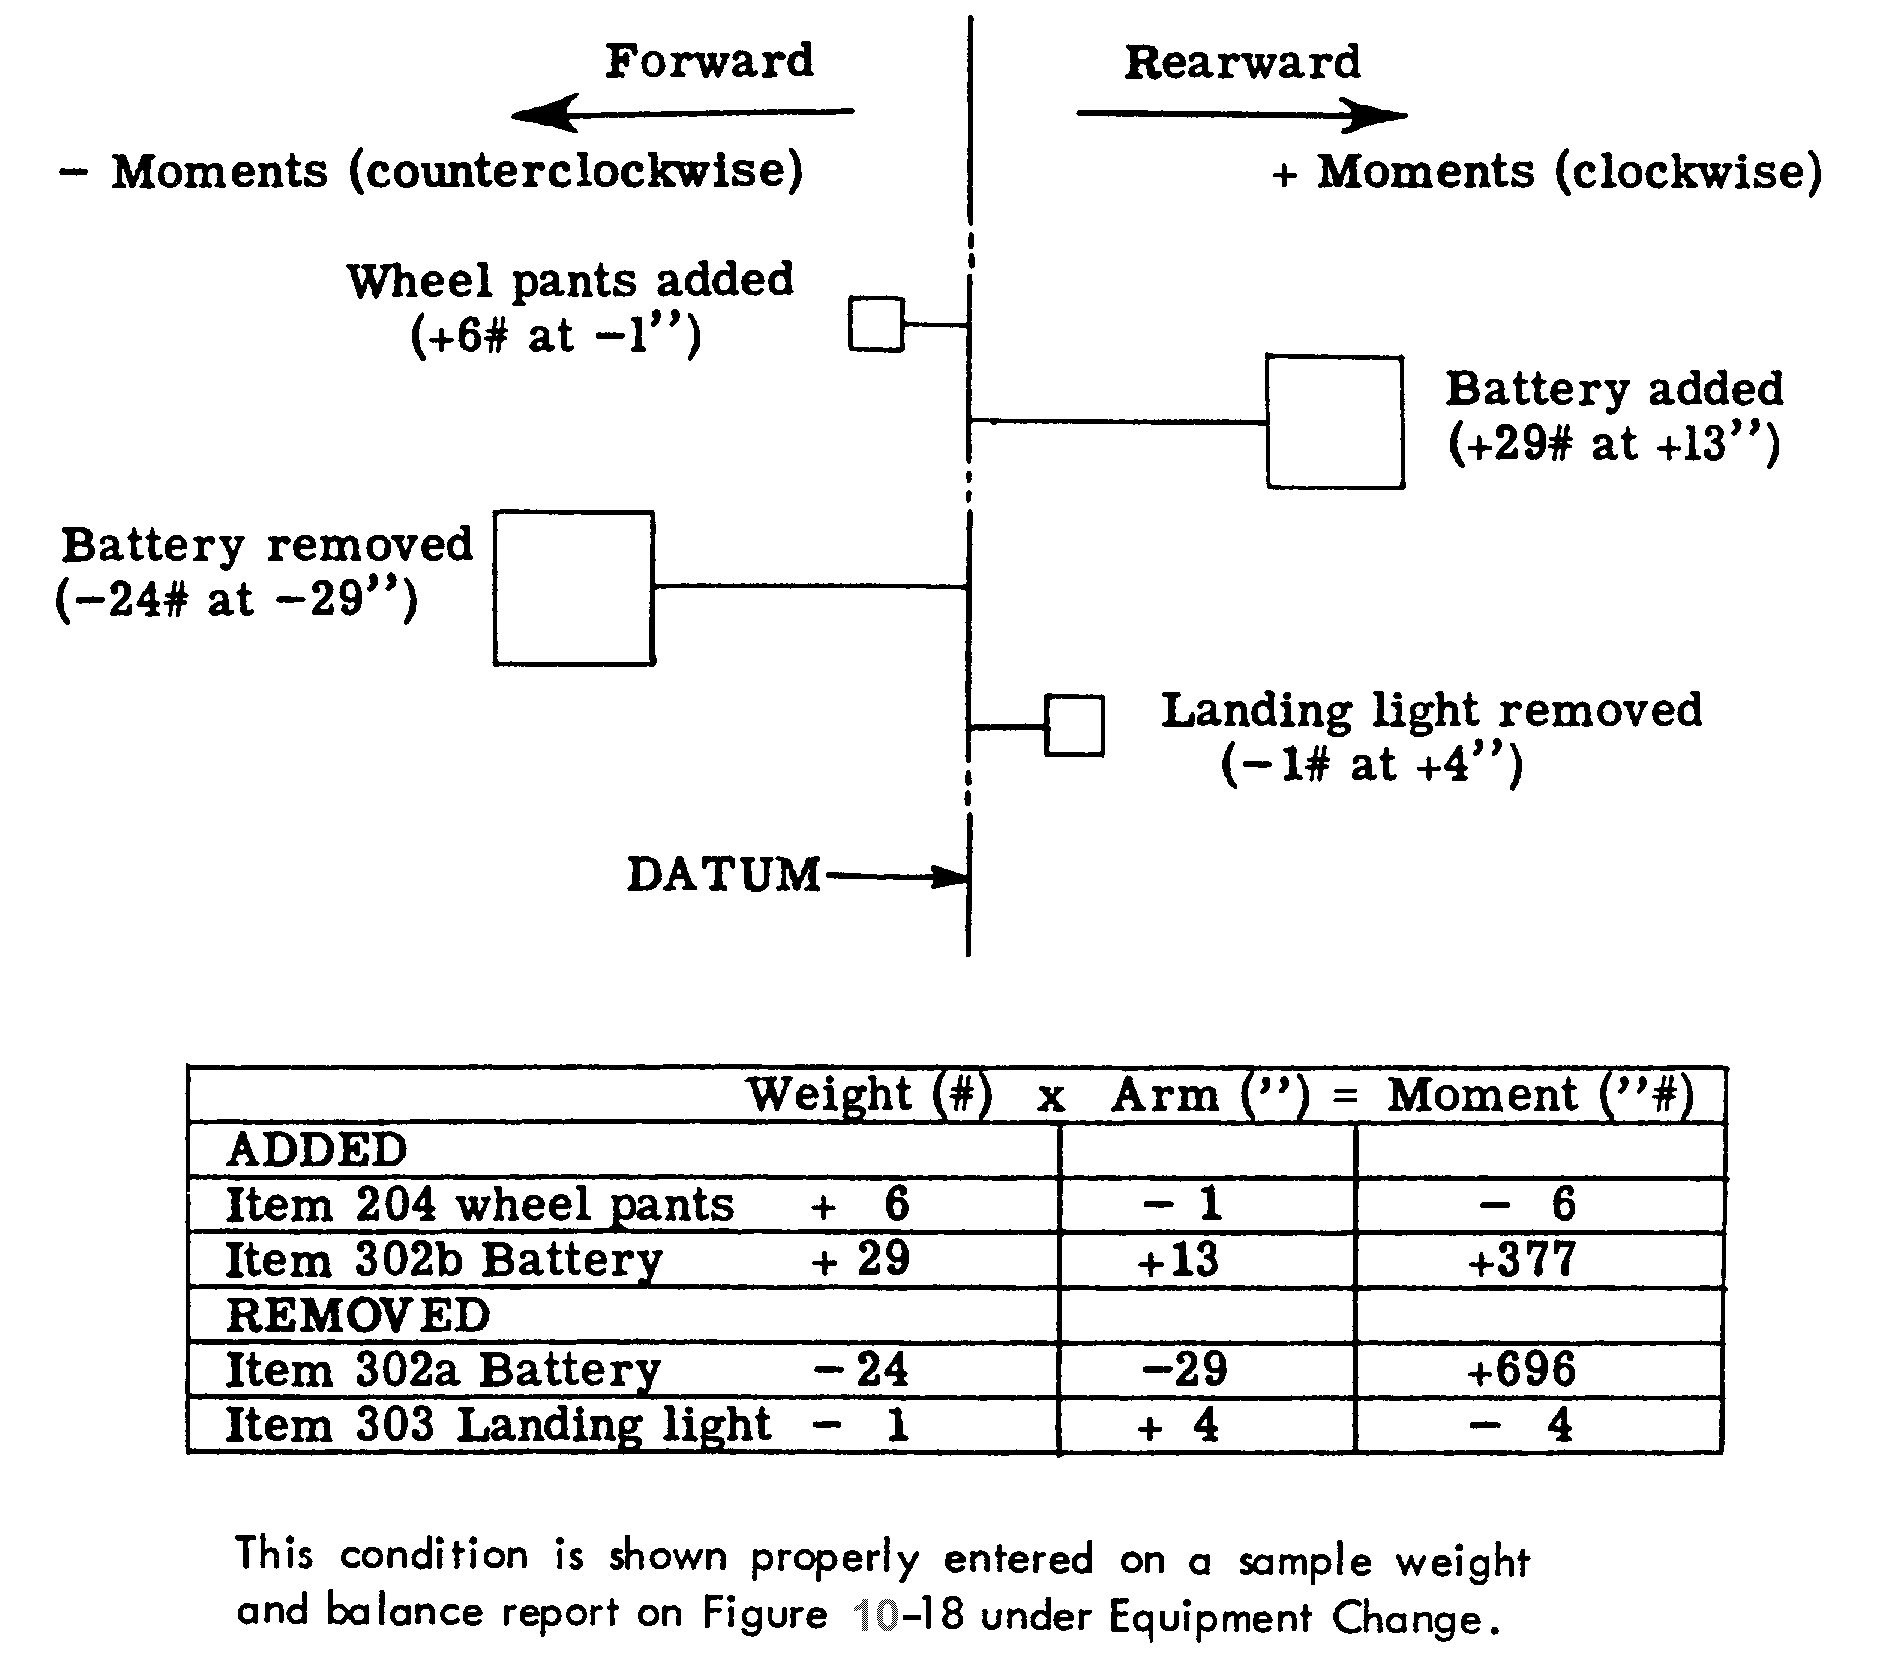 Forward
Rearward
− Moments (counterclockwise)
+ Moments (clockwise)
Wheel pants added
(+6# at −1”)
Battery added
(+29# at +13”)
Battery removed
(−24# at −29”)
Landing light removed
(−1# at +4”)
DATUM
Weight (#) x Arm (”) = Moment (”#)
ADDED
Item 204 wheel pants + 6 − 1 − 6
Item 302b Battery + 29 +13 +377
REMOVED
Item 302a Battery −24 −29 +696
Item 303 Landing light − 1 + 4 − 4
This condition is shown properly entered on a sample weight
and balance report on Figure 10-18 under Equipment Change.